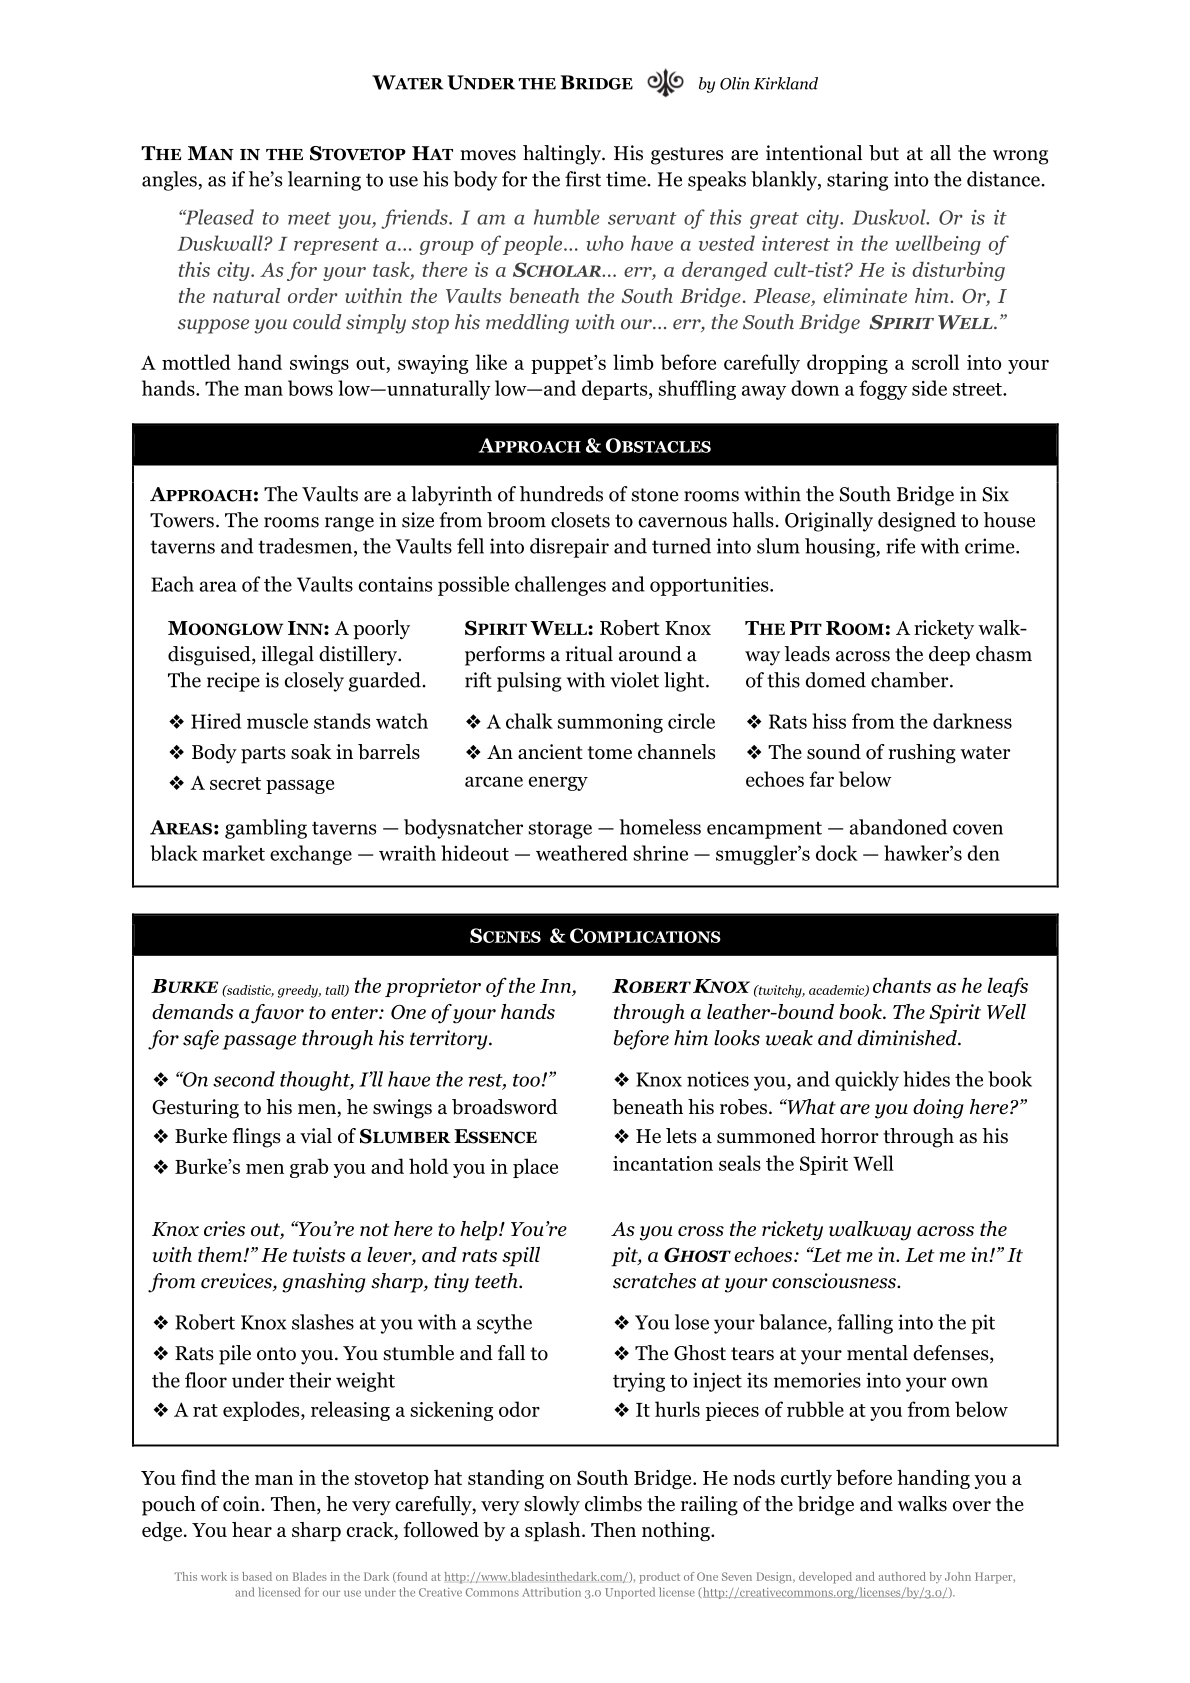 WATER UNDER THE BRIDGE by Olin Kirkland
THE MAN IN THE STOVETOP HAT moves haltingly. His gestures are intentional but at all the wrong
angles, as if he’s learning to use his body for the first time. He speaks blankly, staring into the distance.
“Pleased to meet you, friends. I am a humble servant of this great city. Duskvol. Or is it
Duskwall? I represent a… group of people… who have a vested interest in the wellbeing of
this city. As for your task, there is a SCHOLAR… err, a deranged cult-tist? He is disturbing
the natural order within the Vaults beneath the South Bridge. Please, eliminate him. Or, I
suppose you could simply stop his meddling with our… err, the South Bridge SPIRIT WELL.”
A mottled hand swings out, swaying like a puppet’s limb before carefully dropping a scroll into your
hands. The man bows low—unnaturally low—and departs, shuffling away down a foggy side street.
APPROACH & OBSTACLES
APPROACH: The Vaults are a labyrinth of hundreds of stone rooms within the South Bridge in Six
Towers. The rooms range in size from broom closets to cavernous halls. Originally designed to house
taverns and tradesmen, the Vaults fell into disrepair and turned into slum housing, rife with crime.
Each area of the Vaults contains possible challenges and opportunities.
MOONGLOW INN: A poorly
disguised, illegal distillery.
The recipe is closely guarded.
❖ Hired muscle stands watch
❖ Body parts soak in barrels
❖ A secret passage
SPIRIT WELL: Robert Knox
performs a ritual around a
rift pulsing with violet light.
❖ A chalk summoning circle
❖ An ancient tome channels
arcane energy
THE PIT ROOM: A rickety walk-
way leads across the deep chasm
of this domed chamber.
❖ Rats hiss from the darkness
❖ The sound of rushing water
echoes far below
AREAS: gambling taverns — bodysnatcher storage — homeless encampment — abandoned coven
black market exchange — wraith hideout — weathered shrine — smuggler’s dock — hawker’s den
SCENES & COMPLICATIONS
BURKE (sadistic, greedy, tall) the proprietor of the Inn,
demands a favor to enter: One of your hands
for safe passage through his territory.
❖ “On second thought, I’ll have the rest, too!”
Gesturing to his men, he swings a broadsword
❖ Burke flings a vial of SLUMBER ESSENCE
❖ Burke’s men grab you and hold you in place
ROBERT KNOX (twitchy, academic) chants as he leafs
through a leather-bound book. The Spirit Well
before him looks weak and diminished.
❖ Knox notices you, and quickly hides the book
beneath his robes. “What are you doing here?”
❖ He lets a summoned horror through as his
incantation seals the Spirit Well
Knox cries out, “You’re not here to help! You’re
with them!” He twists a lever, and rats spill
from crevices, gnashing sharp, tiny teeth.
❖ Robert Knox slashes at you with a scythe
❖ Rats pile onto you. You stumble and fall to
the floor under their weight
❖ A rat explodes, releasing a sickening odor
As you cross the rickety walkway across the
pit, a GHOST echoes: “Let me in. Let me in!” It
scratches at your consciousness.
❖ You lose your balance, falling into the pit
❖ The Ghost tears at your mental defenses,
trying to inject its memories into your own
❖ It hurls pieces of rubble at you from below
You find the man in the stovetop hat standing on South Bridge. He nods curtly before handing you a
pouch of coin. Then, he very carefully, very slowly climbs the railing of the bridge and walks over the
edge. You hear a sharp crack, followed by a splash. Then nothing.
This work is based on Blades in the Dark (found at http://www.bladesinthedark.com/), product of One Seven Design, developed and authored by John Harper,
and licensed for our use under the Creative Commons Attribution 3.0 Unported license (http://creativecommons.org/licenses/by/3.0/).